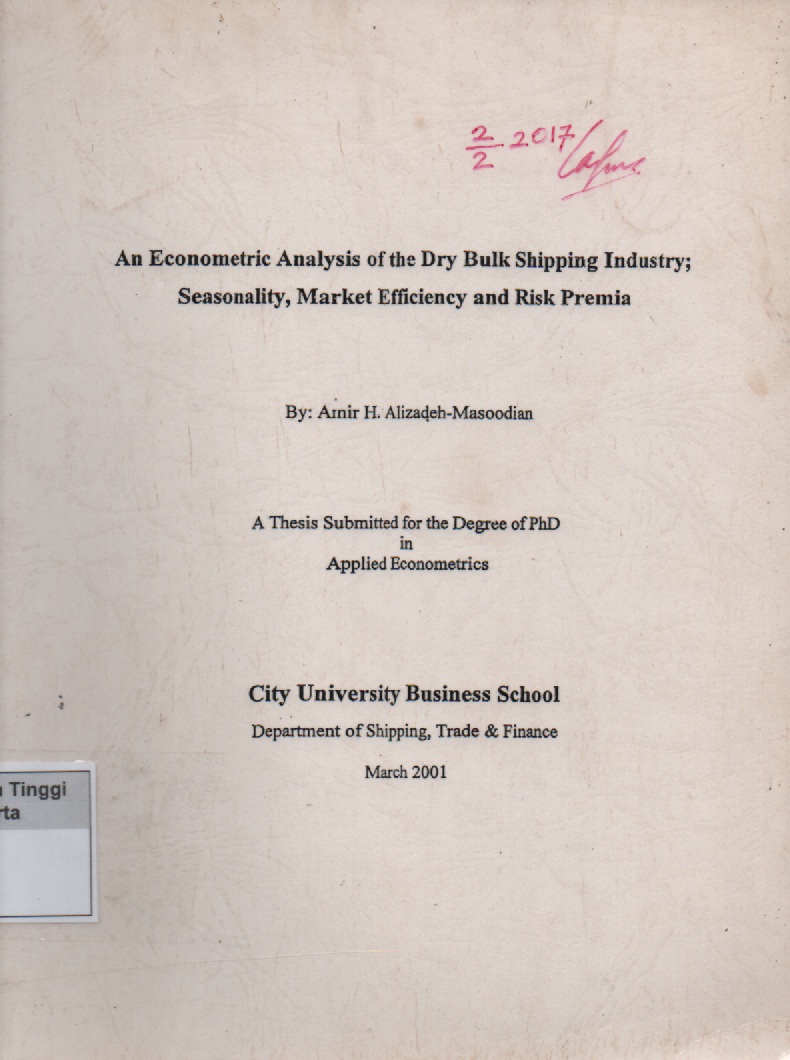 2/2 2017
An Econometric Analysis of the Dry Bulk Shipping Industry;
Seasonality, Market Efficiency and Risk Premia
By: Amir H. Alizadeh-Masoodian
A Thesis Submitted for the Degree of PhD
in
Applied Econometrics
City University Business School
Department of Shipping, Trade & Finance
March 2001
Tinggi